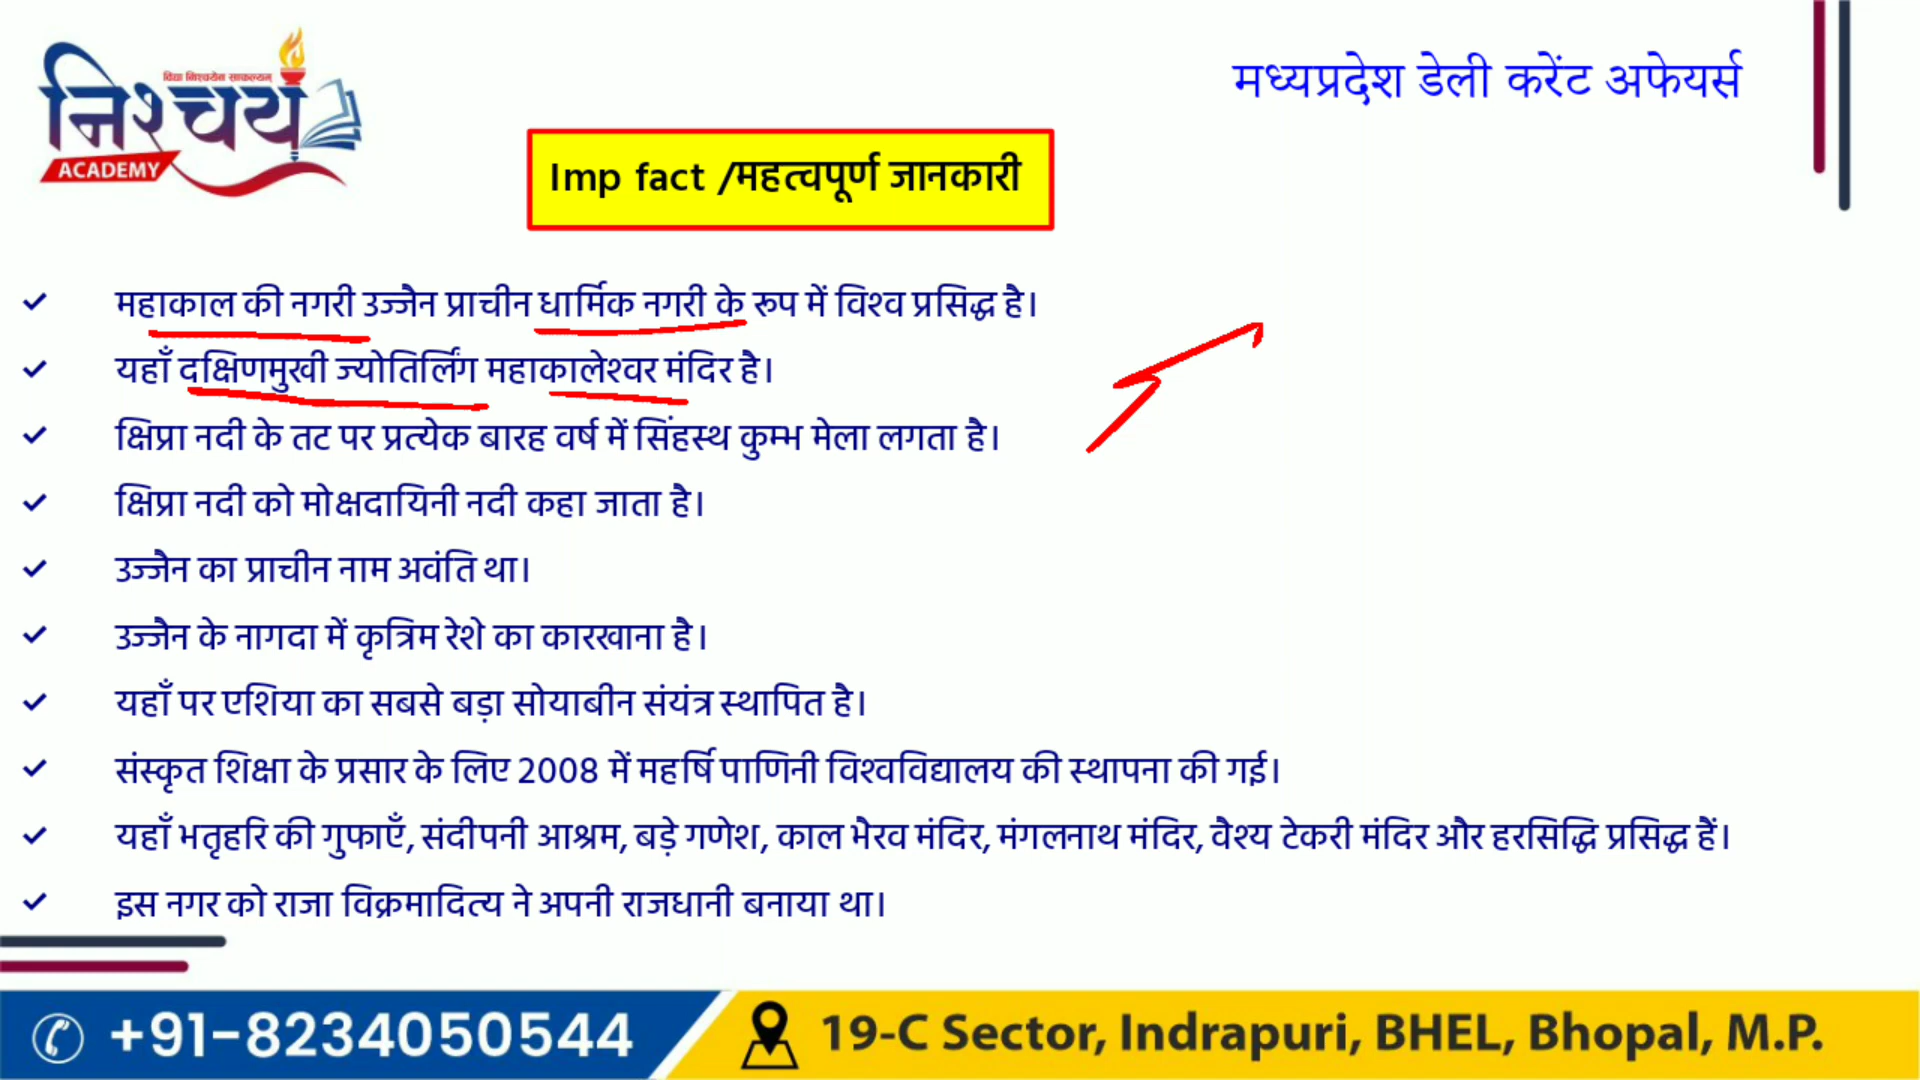 विद्या निश्चयेन साफल्यम्
निश्चय
ACADEMY
मध्यप्रदेश डेली करेंट अफेयर्स
Imp fact /महत्वपूर्ण जानकारी
महाकाल की नगरी उज्जैन प्राचीन धार्मिक नगरी के रूप में विश्व प्रसिद्ध है।
यहाँ दक्षिणमुखी ज्योतिर्लिंग महाकालेश्वर मंदिर है।
क्षिप्रा नदी के तट पर प्रत्येक बारह वर्ष में सिंहस्थ कुम्भ मेला लगता है।
क्षिप्रा नदी को मोक्षदायिनी नदी कहा जाता है।
उज्जैन का प्राचीन नाम अवंति था।
उज्जैन के नागदा में कृत्रिम रेशे का कारखाना है।
यहाँ पर एशिया का सबसे बड़ा सोयाबीन संयंत्र स्थापित है।
संस्कृत शिक्षा के प्रसार के लिए 2008 में महर्षि पाणिनी विश्वविद्यालय की स्थापना की गई।
यहाँ भतृहरि की गुफाएँ, संदीपनी आश्रम, बड़े गणेश, काल भैरव मंदिर, मंगलनाथ मंदिर, वैश्य टेकरी मंदिर और हरसिद्धि प्रसिद्ध हैं।
इस नगर को राजा विक्रमादित्य ने अपनी राजधानी बनाया था।
+91-8234050544
19-C Sector, Indrapuri, BHEL, Bhopal, M.P.